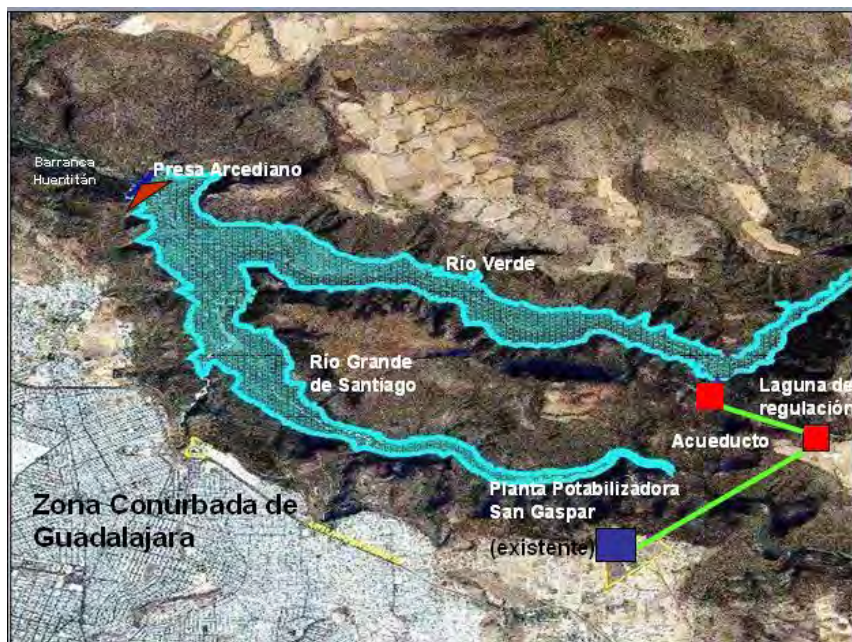 Barranca
Huentitán
Presa Arcediano
Río Verde
Río Grande
de Santiago
Laguna de
regulación
Acueducto
Planta Potabilizadora
San Gaspar
(existente)
Zona Conurbada de
Guadalajara